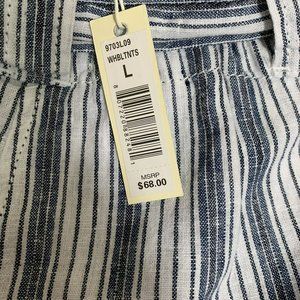 9703L09
WHBLTNTS
L
MSRP
$68.00